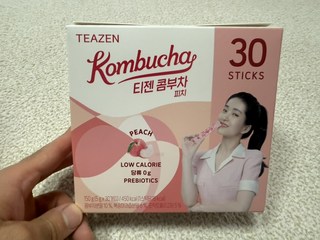 TEAZEN
Kombucha
티젠 콤부차
피치
30
STICKS
PEACH
LOW CALORIE
당류 0g
PREBIOTICS